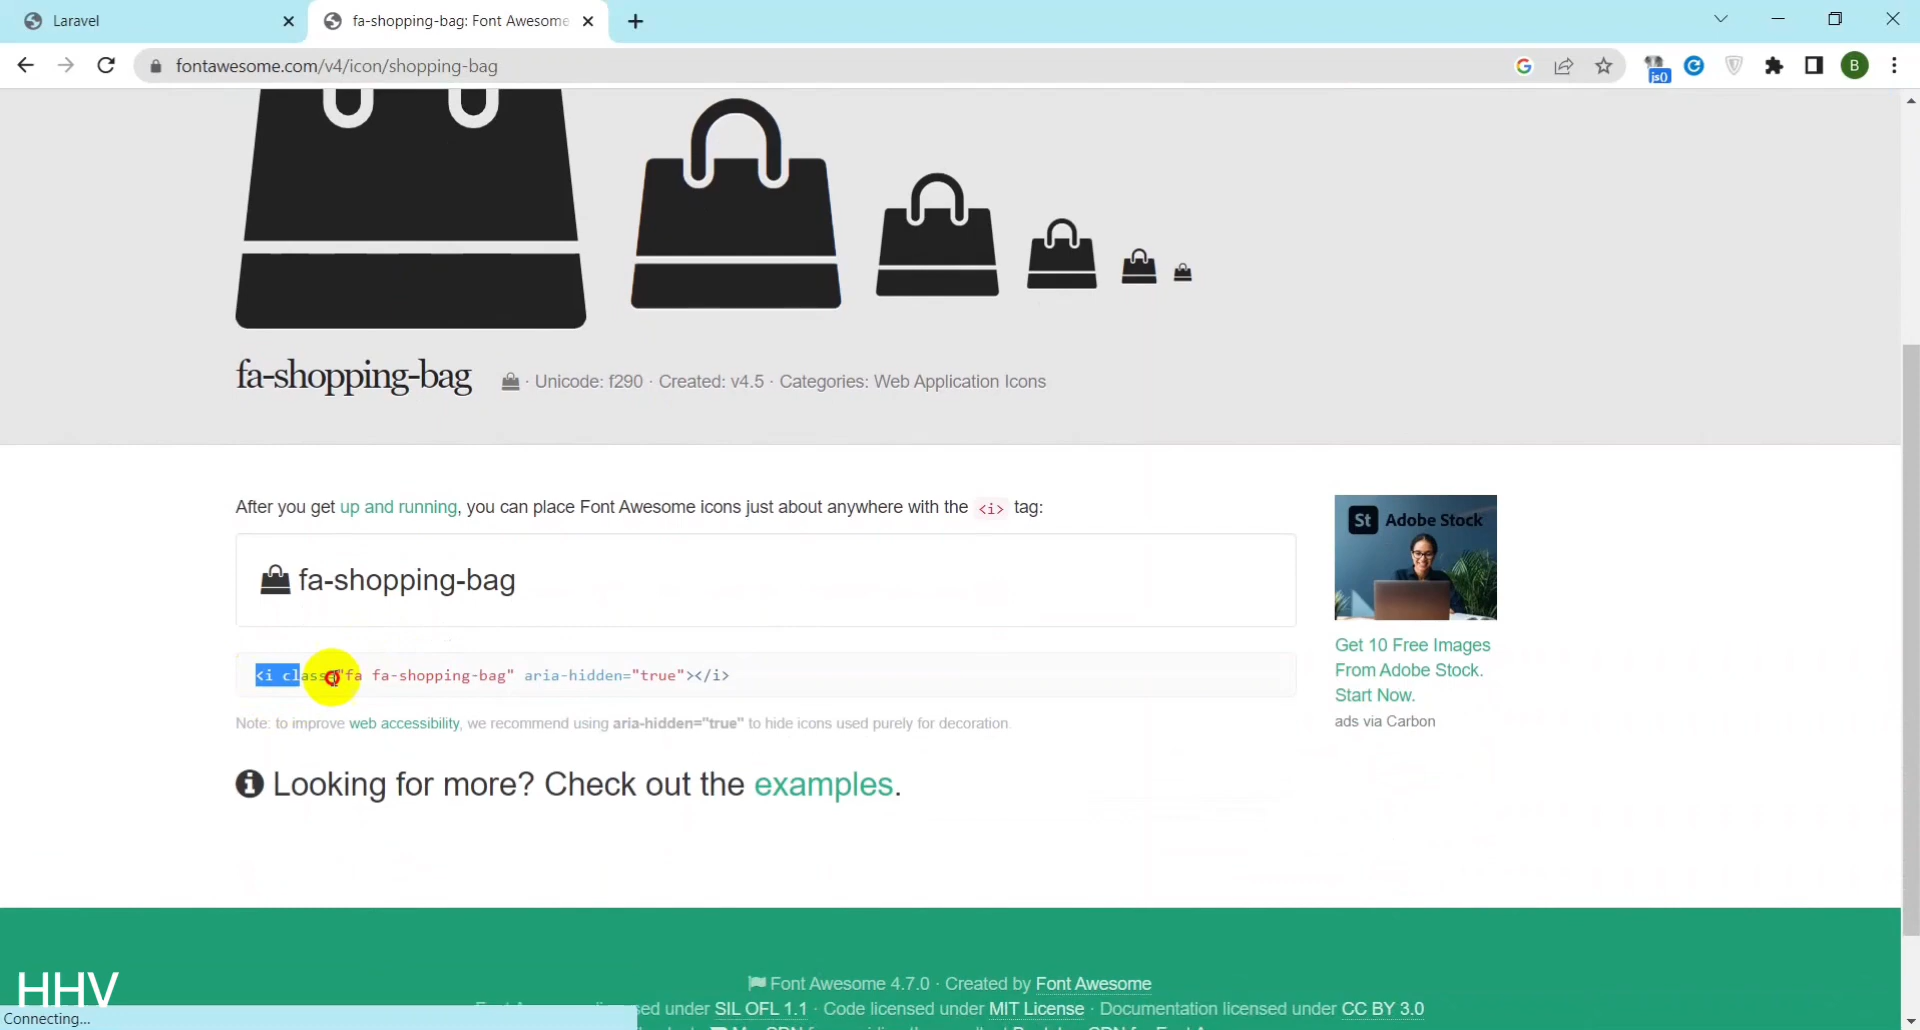 Laravel
fa-shopping-bag: Font Awesome
fontawesome.com/v4/icon/shopping-bag
js()
B
fa-shopping-bag · Unicode: f290 · Created: v4.5 · Categories: Web Application Icons
After you get up and running, you can place Font Awesome icons just about anywhere with the <i> tag:
fa-shopping-bag
<i class="fa fa-shopping-bag" aria-hidden="true"></i>
Note: to improve web accessibility, we recommend using aria-hidden="true" to hide icons used purely for decoration.
Looking for more? Check out the examples.
St Adobe Stock
Get 10 Free Images
From Adobe Stock.
Start Now.
ads via Carbon
Font Awesome 4.7.0 · Created by Font Awesome
under SIL OFL 1.1 · Code licensed under MIT License · Documentation licensed under CC BY 3.0
HHV
Connecting...